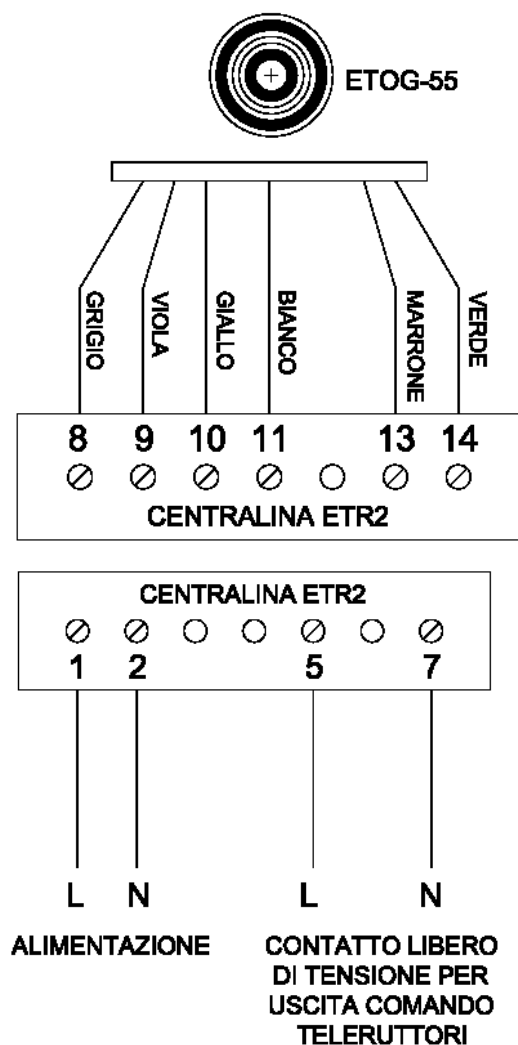 ETOG-55
GRIGIO
VIOLA
GIALLO
BIANCO
MARRONE
VERDE
8 9 10 11 13 14
CENTRALINA ETR2
CENTRALINA ETR2
1 2 5 7
L N L N
ALIMENTAZIONE
CONTATTO LIBERO
DI TENSIONE PER
USCITA COMANDO
TELERUTTORI